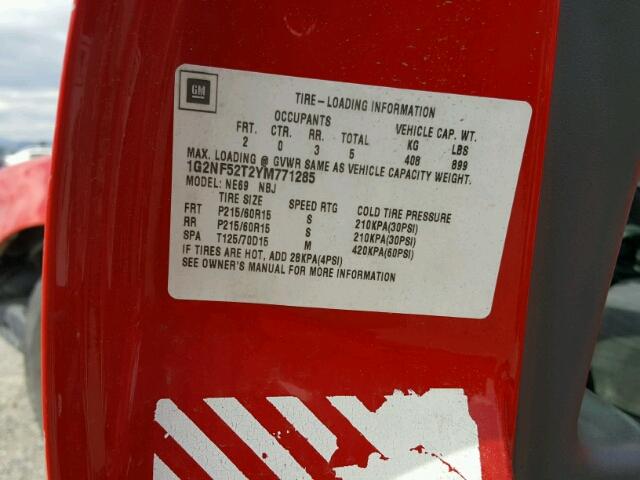 GM
TIRE-LOADING INFORMATION
OCCUPANTS VEHICLE CAP. WT.
FRT. CTR. RR. TOTAL KG LBS
2 0 3 5 408 899
MAX. LOADING @ GVWR SAME AS VEHICLE CAPACITY WEIGHT.
1G2NF52T2YM771285
MODEL: NE69 NBJ
TIRE SIZE SPEED RTG COLD TIRE PRESSURE
FRT P215/60R15 S 210KPA(30PSI)
RR P215/60R15 S 210KPA(30PSI)
SPA T125/70D15 M 420KPA(60PSI)
IF TIRES ARE HOT, ADD 28KPA(4PSI)
SEE OWNER'S MANUAL FOR MORE INFORMATION